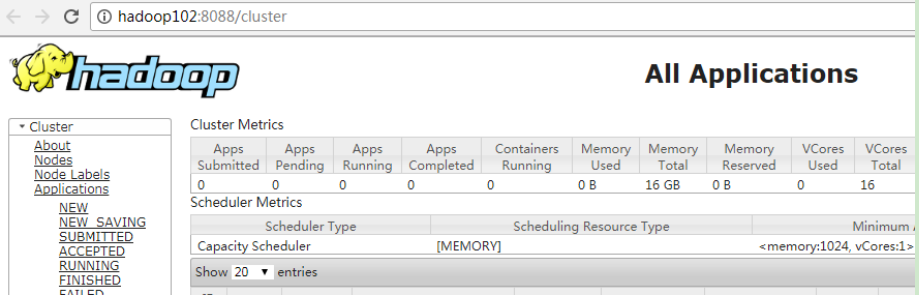 hadoop102:8088/cluster
hadoop
All Applications
Cluster
About
Nodes
Node Labels
Applications
NEW
NEW_SAVING
SUBMITTED
ACCEPTED
RUNNING
FINISHED
Cluster Metrics
Apps Submitted Apps Pending Apps Running Apps Completed Containers Running Memory Used Memory Total Memory Reserved VCores Used VCores Total
0 0 0 0 0 0 B 16 GB 0 B 0 16
Scheduler Metrics
Scheduler Type Scheduling Resource Type Minimum
Capacity Scheduler [MEMORY] <memory:1024, vCores:1>
Show 20 entries